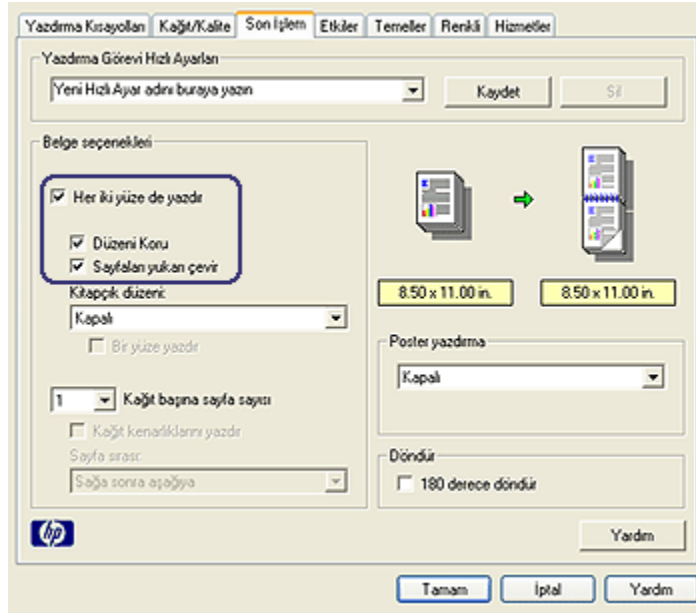 Yazdırma Kısayolları Kağıt/Kalite Son İşlem Etkiler Temeller Renkli Hizmetler
Yazdırma Görevi Hızlı Ayarları
Yeni Hızlı Ayar adını buraya yazın
Kaydet
Sil
Belge seçenekleri
Her iki yüze de yazdır
Düzeni Koru
Sayfaları yukarı çevir
Kitapçık düzeni:
Kapalı
Bir yüze yazdır
1 Kağıt başına sayfa sayısı
Kağıt kenarlıklarını yazdır
Sayfa sırası:
Sağa sonra aşağıya
8.50 x 11.00 in.
8.50 x 11.00 in.
Poster yazdırma
Kapalı
Döndür
180 derece döndür
hp
Yardım
Tamam İptal Yardım